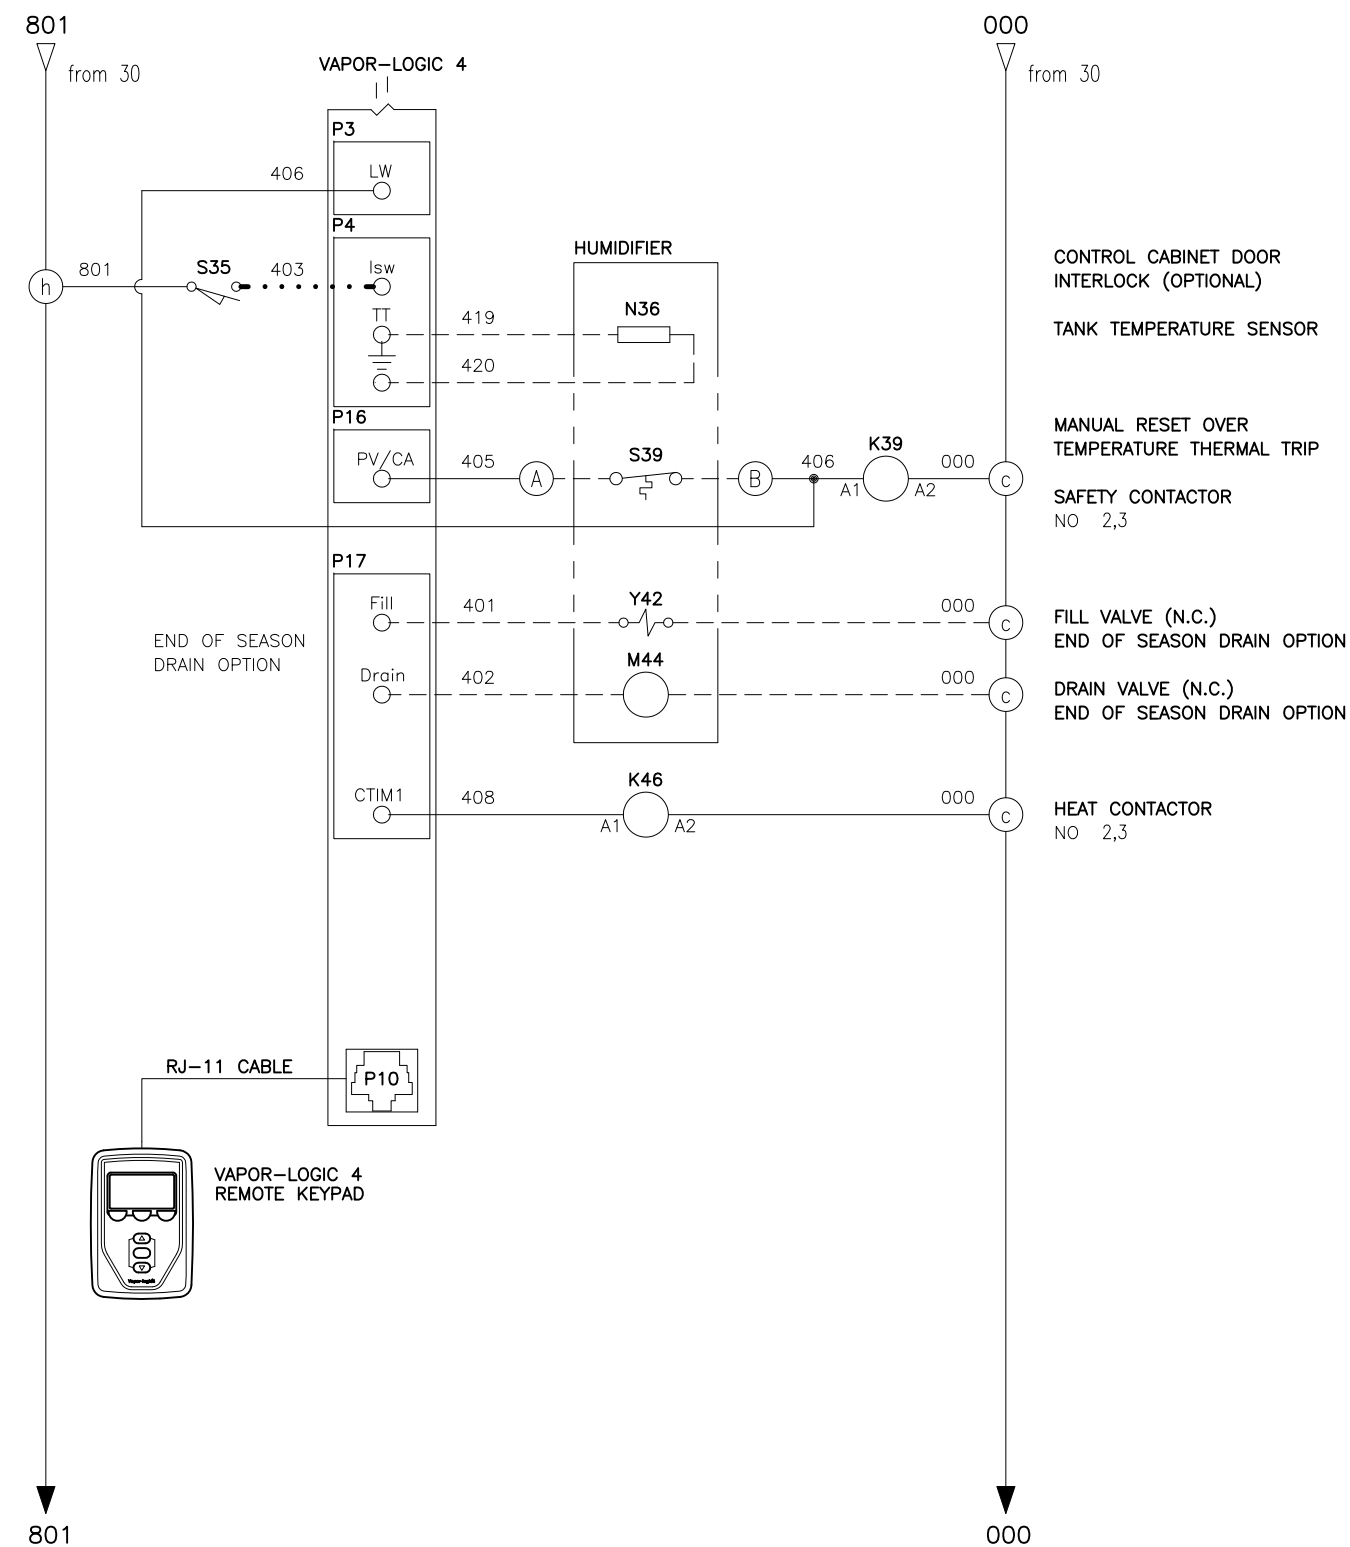 801
000
from 30
from 30
VAPOR-LOGIC 4
P3
LW
406
P4
801
S35
403
Isw
TT
419
420
HUMIDIFIER
N36
CONTROL CABINET DOOR
INTERLOCK (OPTIONAL)
TANK TEMPERATURE SENSOR
h
P16
PV/CA
405
A
S39
B
406
K39
A1
A2
000
c
MANUAL RESET OVER
TEMPERATURE THERMAL TRIP
SAFETY CONTACTOR
NO 2,3
P17
Fill
401
Y42
000
c
FILL VALVE (N.C.)
END OF SEASON DRAIN OPTION
END OF SEASON
DRAIN OPTION
Drain
402
M44
000
c
DRAIN VALVE (N.C.)
END OF SEASON DRAIN OPTION
CTIM1
408
K46
A1
A2
000
c
HEAT CONTACTOR
NO 2,3
RJ-11 CABLE
P10
VAPOR-LOGIC 4
REMOTE KEYPAD
801
000